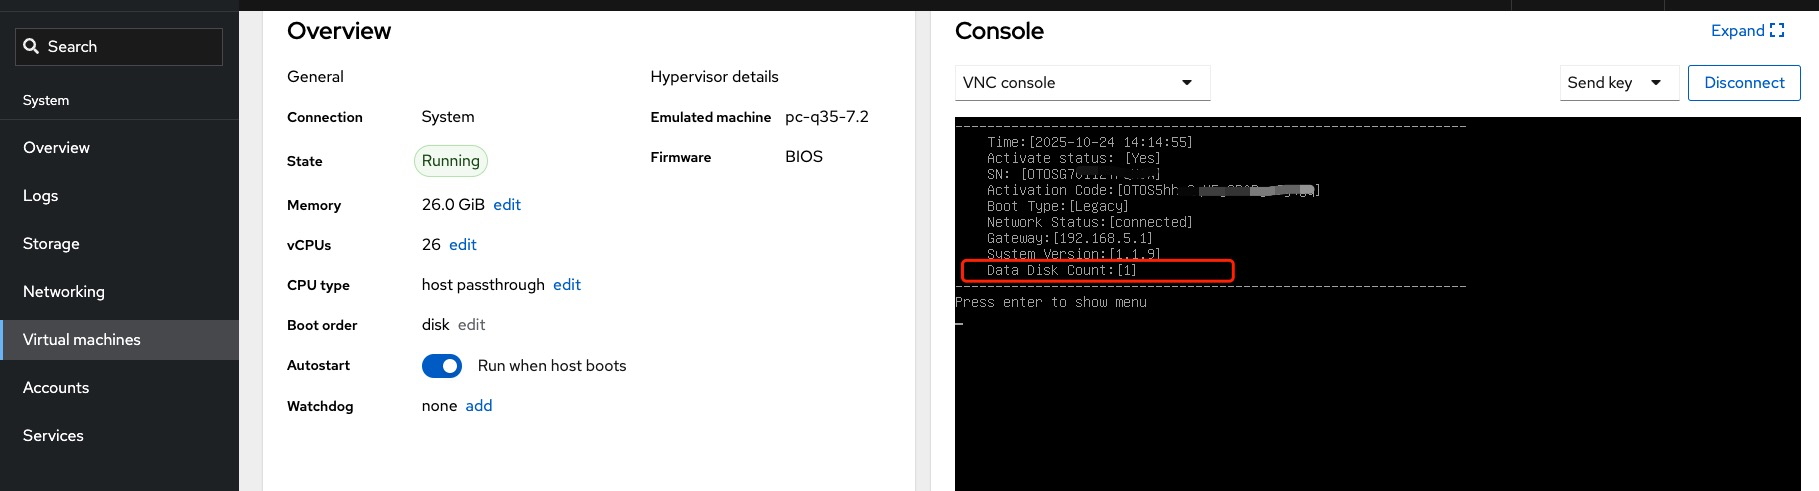 Search
System
Overview
Logs
Storage
Networking
Virtual machines
Accounts
Services
Overview
General
Connection System
State Running
Memory 26.0 GiB edit
vCPUs 26 edit
CPU type host passthrough edit
Boot order disk edit
Autostart Run when host boots
Watchdog none add
Hypervisor details
Emulated machine pc-q35-7.2
Firmware BIOS
Console
Expand
VNC console
Send key
Disconnect
Time:[2025-10-24 14:14:55]
Activate status: [Yes]
SN:
Activation Code:
Boot Type:[Legacy]
Network Status:[connected]
Gateway:[192.168.5.1]
System Version:[1.1.9]
Data Disk Count:[1]
Press enter to show menu